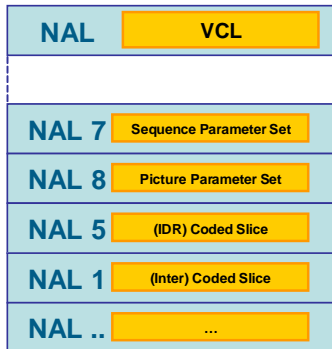 NAL VCL
NAL 7 Sequence Parameter Set
NAL 8 Picture Parameter Set
NAL 5 (IDR) Coded Slice
NAL 1 (Inter) Coded Slice
NAL .. ...